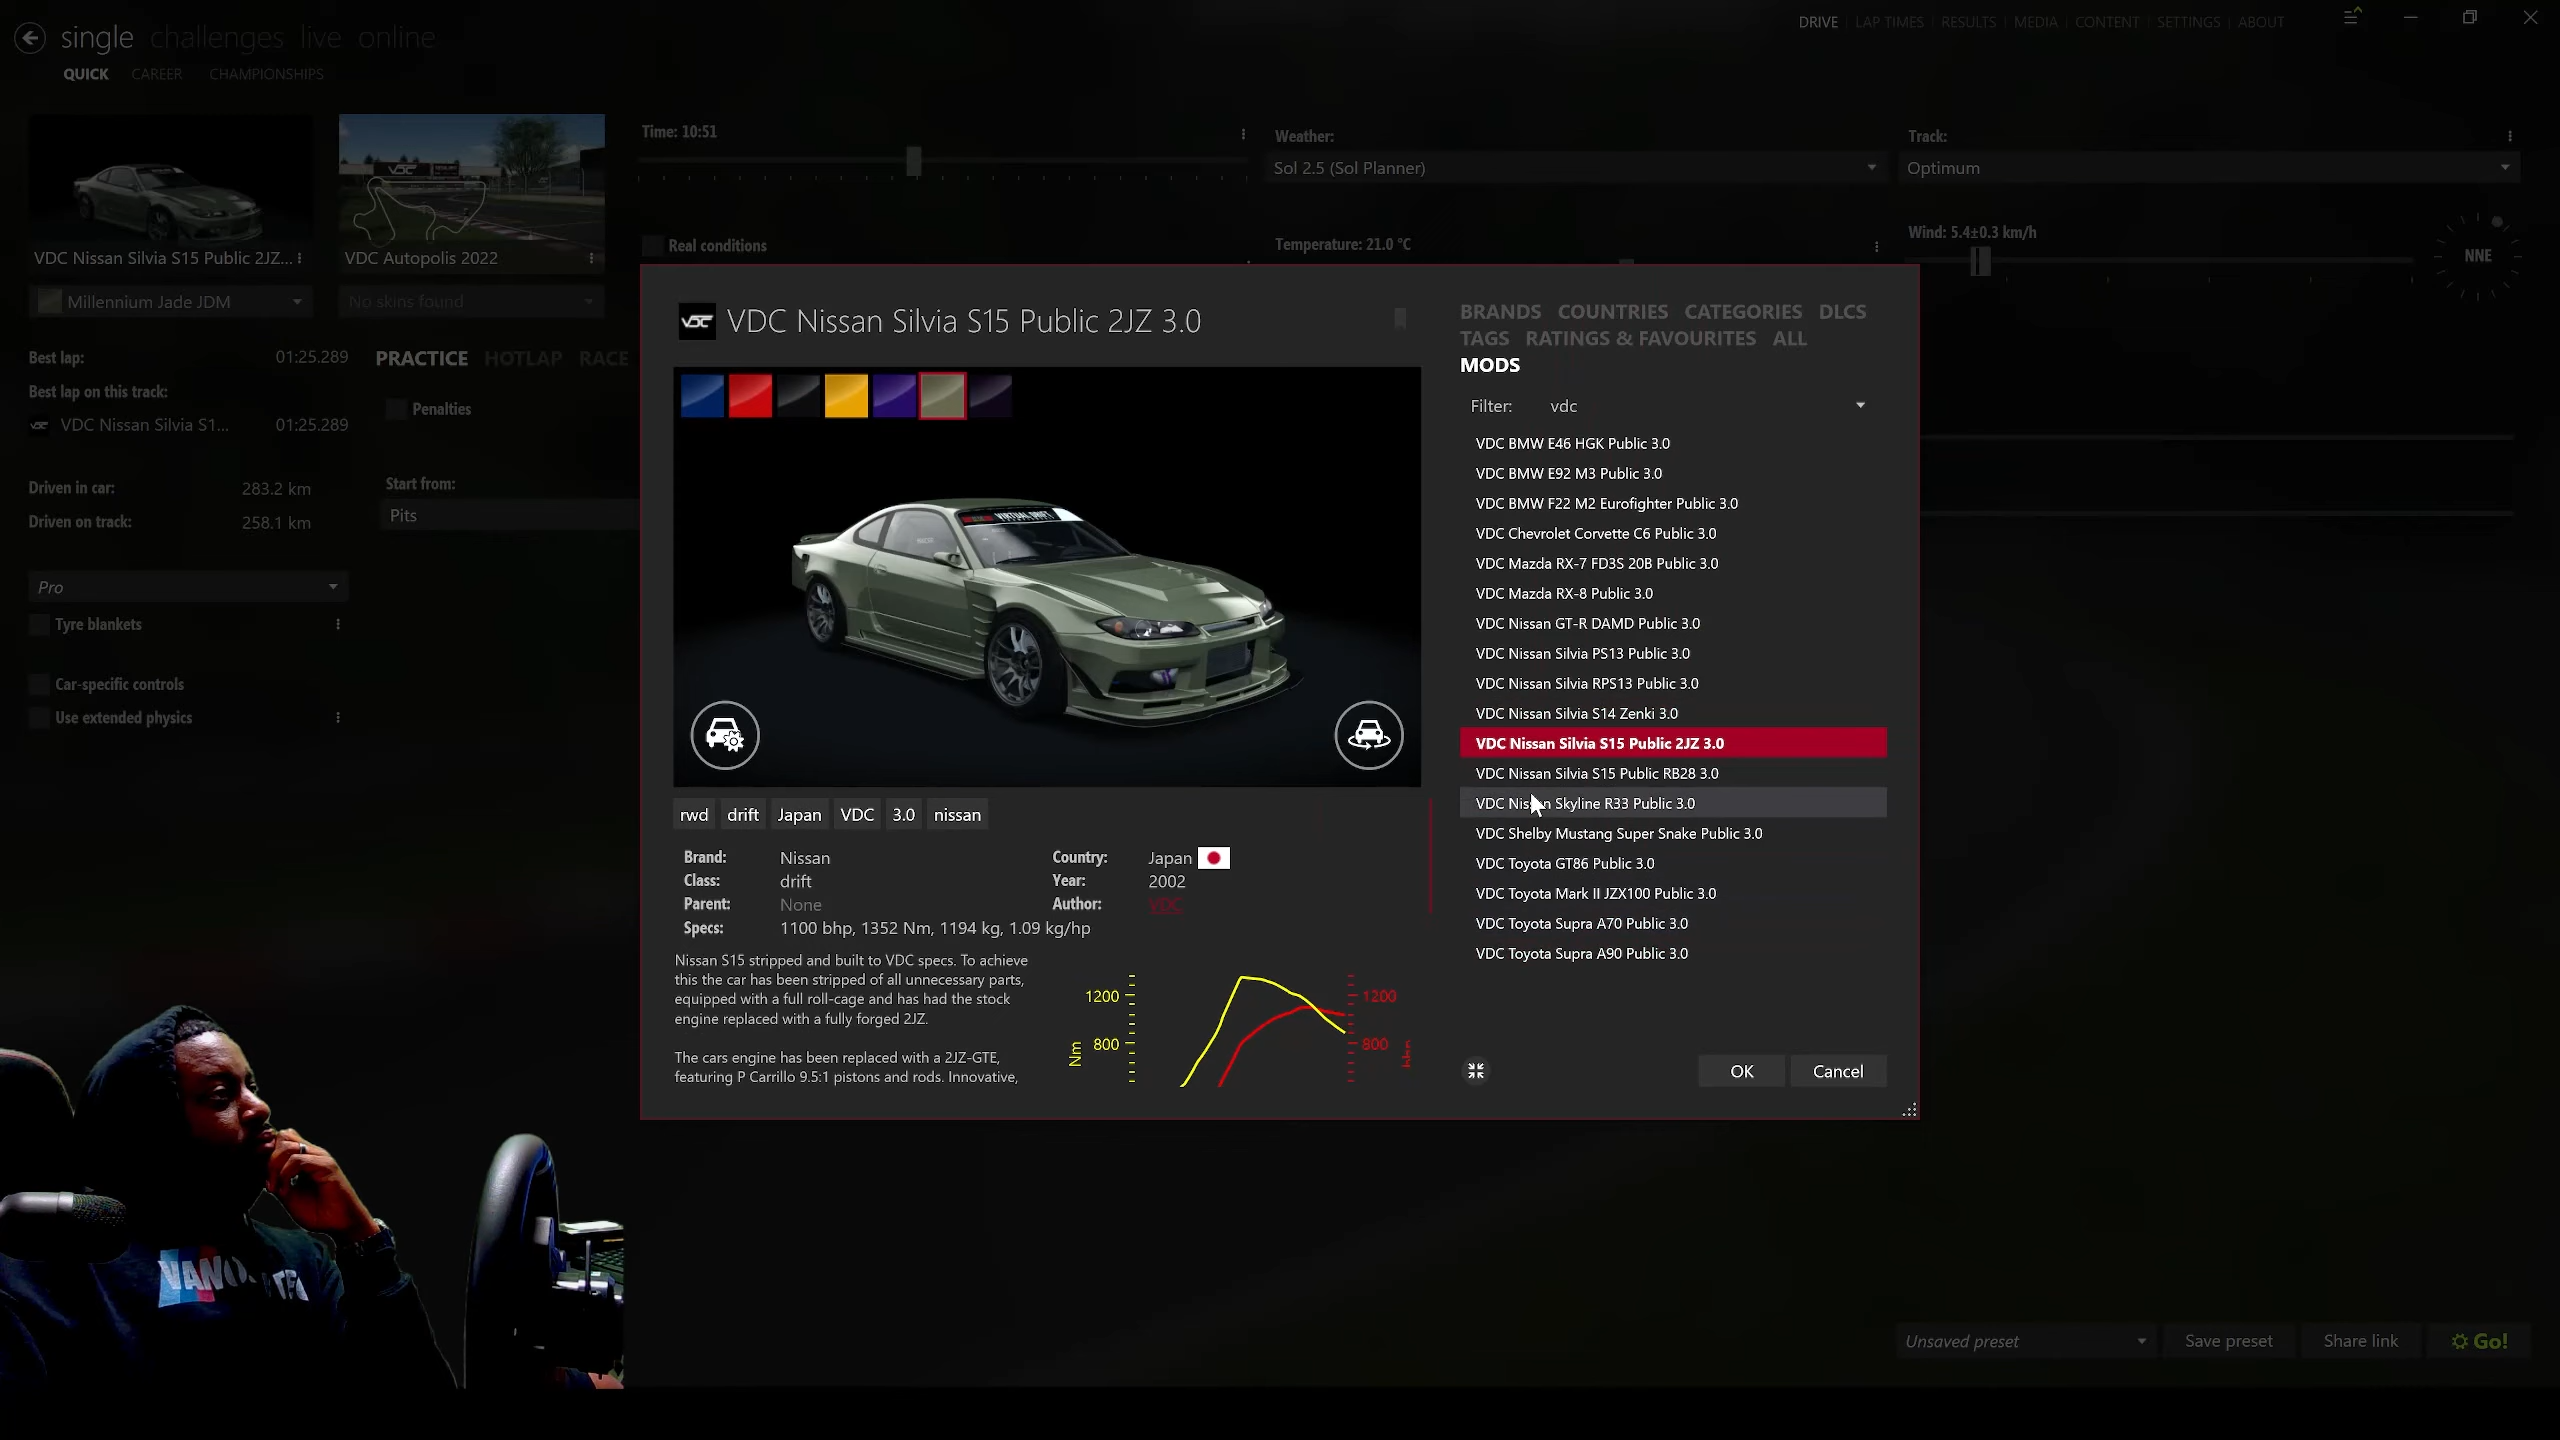 single challenges live online
DRIVE LAP TIMES RESULTS MEDIA CONTENT SETTINGS ABOUT
QUICK CAREER CHAMPIONSHIPS
VDC Nissan Silvia S15 Public 2JZ...
VDC Autopolis 2022
Millennium Jade JDM
No skins found
Time: 10:51
Weather:
Sol 2.5 (Sol Planner)
Track:
Optimum
Real conditions
Temperature: 21.0 °C
Wind: 5.4±0.3 km/h
NNE
Best lap: 01:25.289
Best lap on this track:
VDC Nissan Silvia S1... 01:25.289
Driven in car: 283.2 km
Driven on track: 258.1 km
PRACTICE HOTLAP RACE
Penalties
Start from:
Pits
Pro
Tyre blankets
Car-specific controls
Use extended physics
VDC
VDC Nissan Silvia S15 Public 2JZ 3.0
VIRTUAL DRIFT
rwd drift Japan VDC 3.0 nissan
Brand: Nissan Country: Japan
Class: drift Year: 2002
Parent: None Author: VDC
Specs: 1100 bhp, 1352 Nm, 1194 kg, 1.09 kg/hp
Nissan S15 stripped and built to VDC specs. To achieve
this the car has been stripped of all unnecessary parts,
equipped with a full roll-cage and has had the stock
engine replaced with a fully forged 2JZ.
The cars engine has been replaced with a 2JZ-GTE,
featuring P Carrillo 9.5:1 pistons and rods. Innovative,
1200 1200
800 800
Nm bhp
BRANDS COUNTRIES CATEGORIES DLCS
TAGS RATINGS & FAVOURITES ALL
MODS
Filter: vdc
VDC BMW E46 HGK Public 3.0
VDC BMW E92 M3 Public 3.0
VDC BMW F22 M2 Eurofighter Public 3.0
VDC Chevrolet Corvette C6 Public 3.0
VDC Mazda RX-7 FD3S 20B Public 3.0
VDC Mazda RX-8 Public 3.0
VDC Nissan GT-R DAMD Public 3.0
VDC Nissan Silvia PS13 Public 3.0
VDC Nissan Silvia RPS13 Public 3.0
VDC Nissan Silvia S14 Zenki 3.0
VDC Nissan Silvia S15 Public 2JZ 3.0
VDC Nissan Silvia S15 Public RB28 3.0
VDC Nissan Skyline R33 Public 3.0
VDC Shelby Mustang Super Snake Public 3.0
VDC Toyota GT86 Public 3.0
VDC Toyota Mark II JZX100 Public 3.0
VDC Toyota Supra A70 Public 3.0
VDC Toyota Supra A90 Public 3.0
OK Cancel
Unsaved preset Save preset Share link Go!